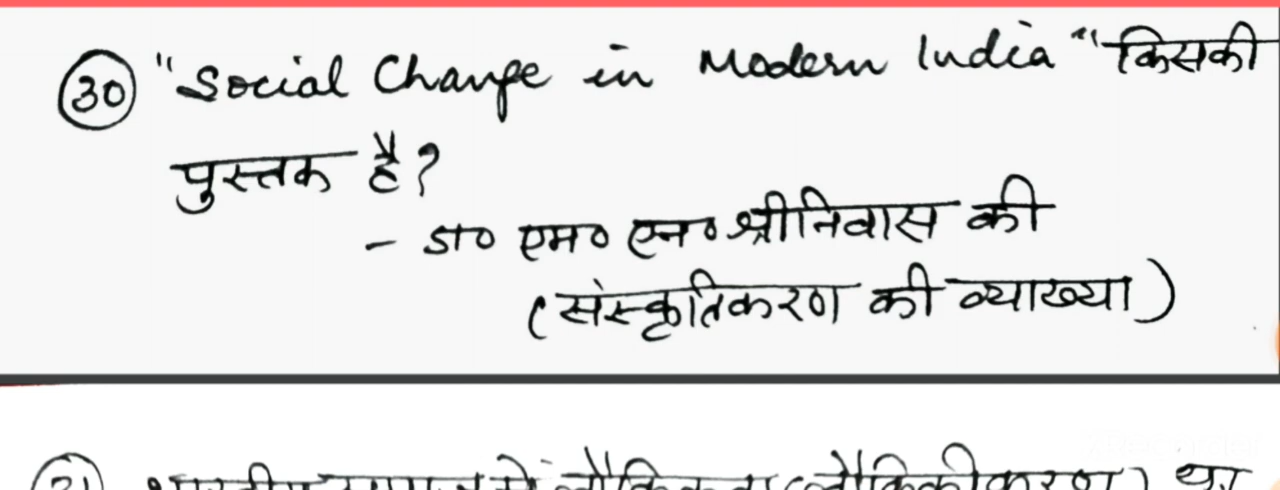 30 "Social Change in Modern India" किसकी
पुस्तक है?
- डा० एम० एन० श्रीनिवास की
(संस्कृतिकरण की व्याख्या)